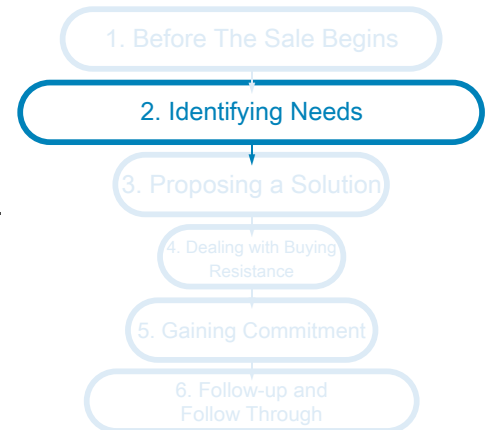 1. Before The Sale Begins
2. Identifying Needs
3. Proposing a Solution
4. Dealing with Buying
Resistance
5. Gaining Commitment
6. Follow-up and
Follow Through